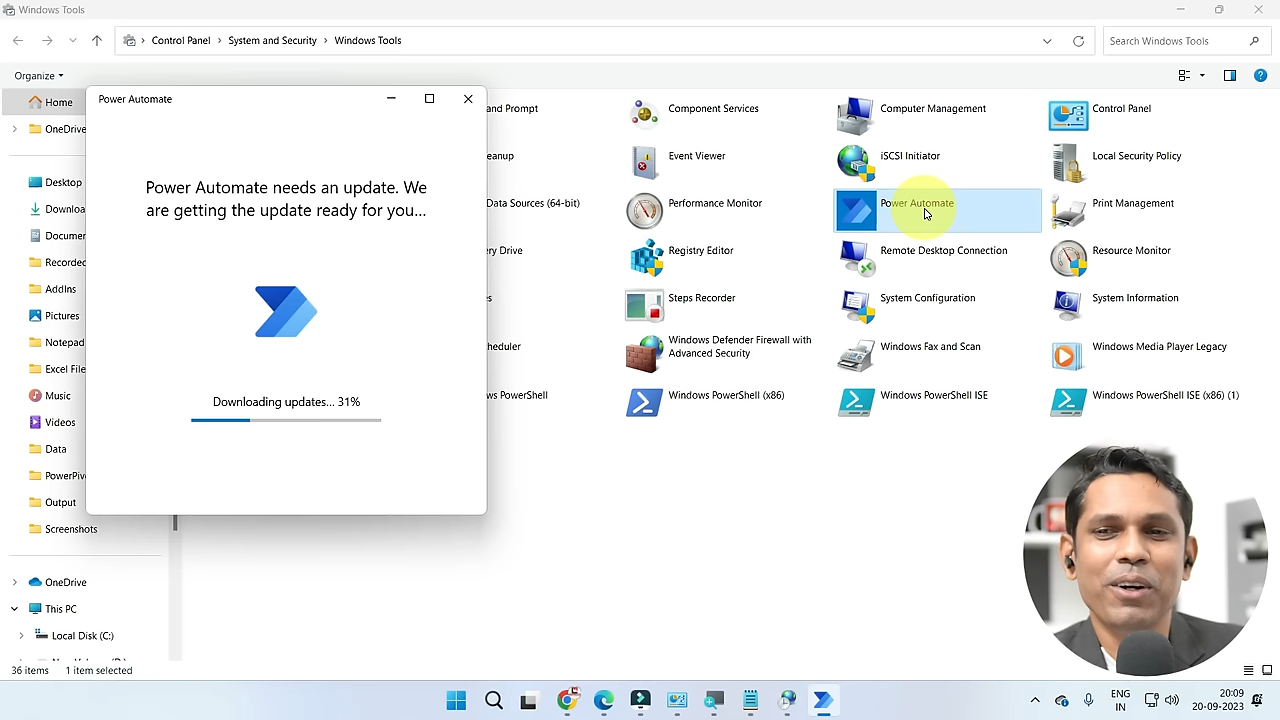 Windows Tools
Control Panel > System and Security > Windows Tools
Search Windows Tools
Organize
Home
OneDrive
Desktop
Downloa
Documen
Recorded
AddIns
Pictures
Notepad
Excel File
Music
Videos
Data
PowerPiv
Output
Screenshots
OneDrive
This PC
Local Disk (C:)
Power Automate
Power Automate needs an update. We
are getting the update ready for you...
Downloading updates... 31%
and Prompt
Component Services
Computer Management
Control Panel
eanup
Event Viewer
iSCSI Initiator
Local Security Policy
Data Sources (64-bit)
Performance Monitor
Power Automate
Print Management
ery Drive
Registry Editor
Remote Desktop Connection
Resource Monitor
es
Steps Recorder
System Configuration
System Information
heduler
Windows Defender Firewall with
Advanced Security
Windows Fax and Scan
Windows Media Player Legacy
ws PowerShell
Windows PowerShell (x86)
Windows PowerShell ISE
Windows PowerShell ISE (x86) (1)
36 items
1 item selected
ENG
IN
20:09
20-09-2023